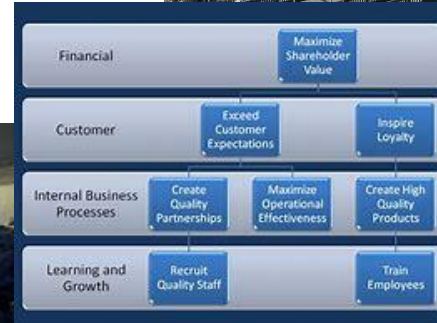 Financial
Maximize
Shareholder
Value
Customer
Exceed
Customer
Expectations
Inspire
Loyalty
Internal Business
Processes
Create
Quality
Partnerships
Maximize
Operational
Effectiveness
Create High
Quality
Products
Learning and
Growth
Recruit
Quality Staff
Train
Employees